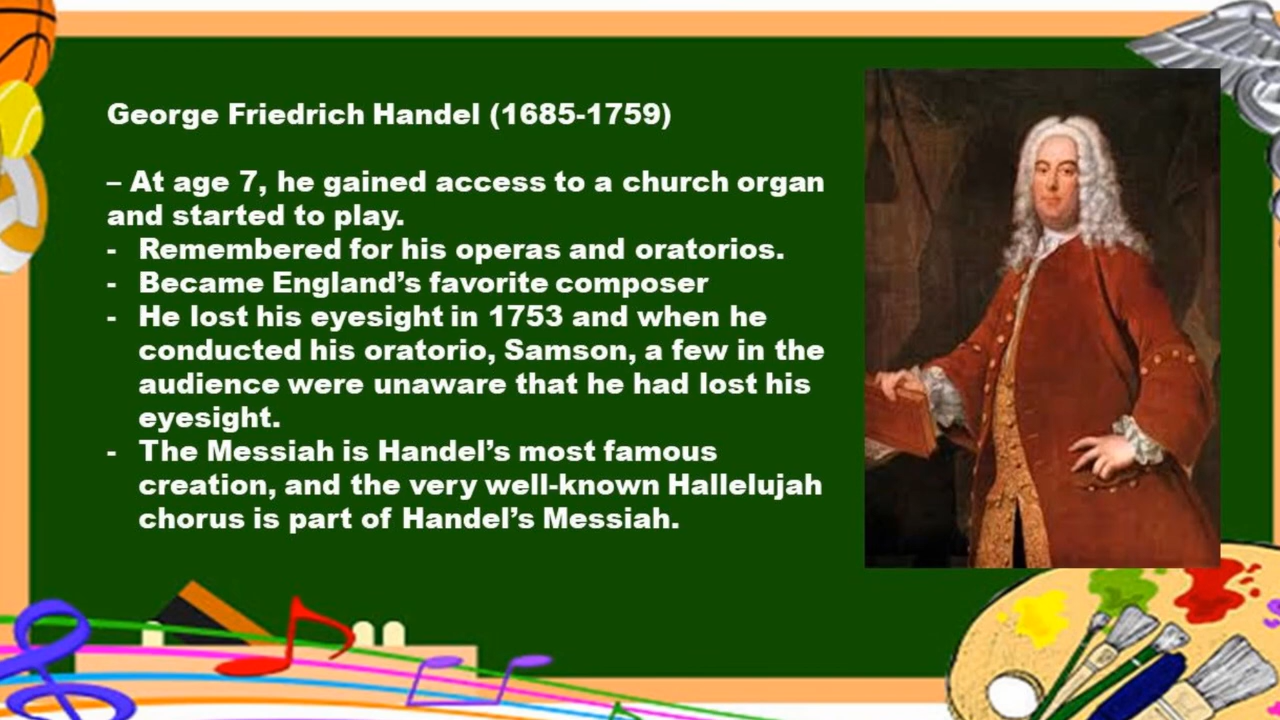 George Friedrich Handel (1685-1759)
– At age 7, he gained access to a church organ
and started to play.
- Remembered for his operas and oratorios.
- Became England’s favorite composer
- He lost his eyesight in 1753 and when he
conducted his oratorio, Samson, a few in the
audience were unaware that he had lost his
eyesight.
- The Messiah is Handel’s most famous
creation, and the very well-known Hallelujah
chorus is part of Handel’s Messiah.